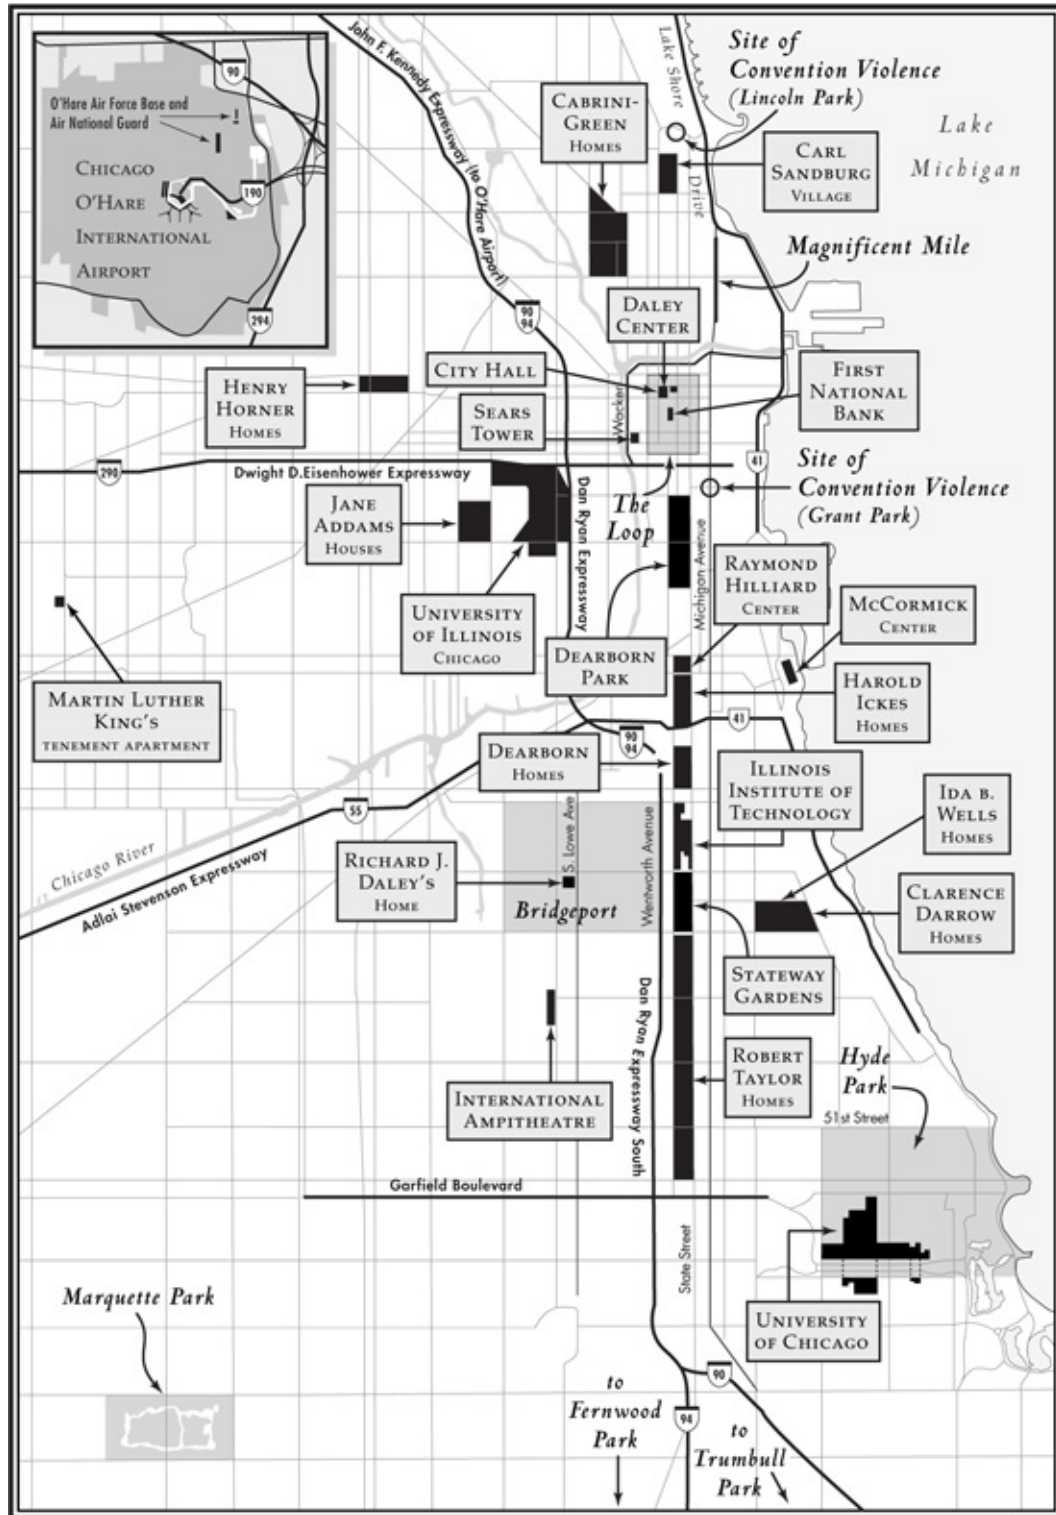 90
O'Hare Air Force Base and
Air National Guard
CHICAGO
O'HARE
INTERNATIONAL
AIRPORT
190
294
John F. Kennedy Expressway (to O'Hare Airport)
Lake Shore
Drive
Site of
Convention Violence
(Lincoln Park)
Lake
Michigan
CABRINI-
GREEN
HOMES
CARL
SANDBURG
VILLAGE
Magnificent Mile
90
94
DALEY
CENTER
CITY HALL
FIRST
NATIONAL
BANK
HENRY
HORNER
HOMES
SEARS
TOWER
Wacker
41
290
Dwight D.Eisenhower Expressway
Site of
Convention Violence
(Grant Park)
The
Loop
JANE
ADDAMS
HOUSES
Dan Ryan Expressway
Michigan Avenue
RAYMOND
HILLIARD
CENTER
UNIVERSITY
OF ILLINOIS
CHICAGO
MCCORMICK
CENTER
DEARBORN
PARK
MARTIN LUTHER
KING'S
TENEMENT APARTMENT
HAROLD
ICKES
HOMES
41
90
94
DEARBORN
HOMES
ILLINOIS
INSTITUTE OF
TECHNOLOGY
IDA B.
WELLS
HOMES
55
Chicago River
Adlai Stevenson Expressway
S. Lowe Ave
Wentworth Avenue
RICHARD J.
DALEY'S
HOME
Bridgeport
CLARENCE
DARROW
HOMES
STATEWAY
GARDENS
Dan Ryan Expressway South
ROBERT
TAYLOR
HOMES
Hyde
Park
INTERNATIONAL
AMPITHEATRE
51st Street
Garfield Boulevard
State Street
UNIVERSITY
OF CHICAGO
Marquette Park
90
94
to
Fernwood
Park
to
Trumbull
Park